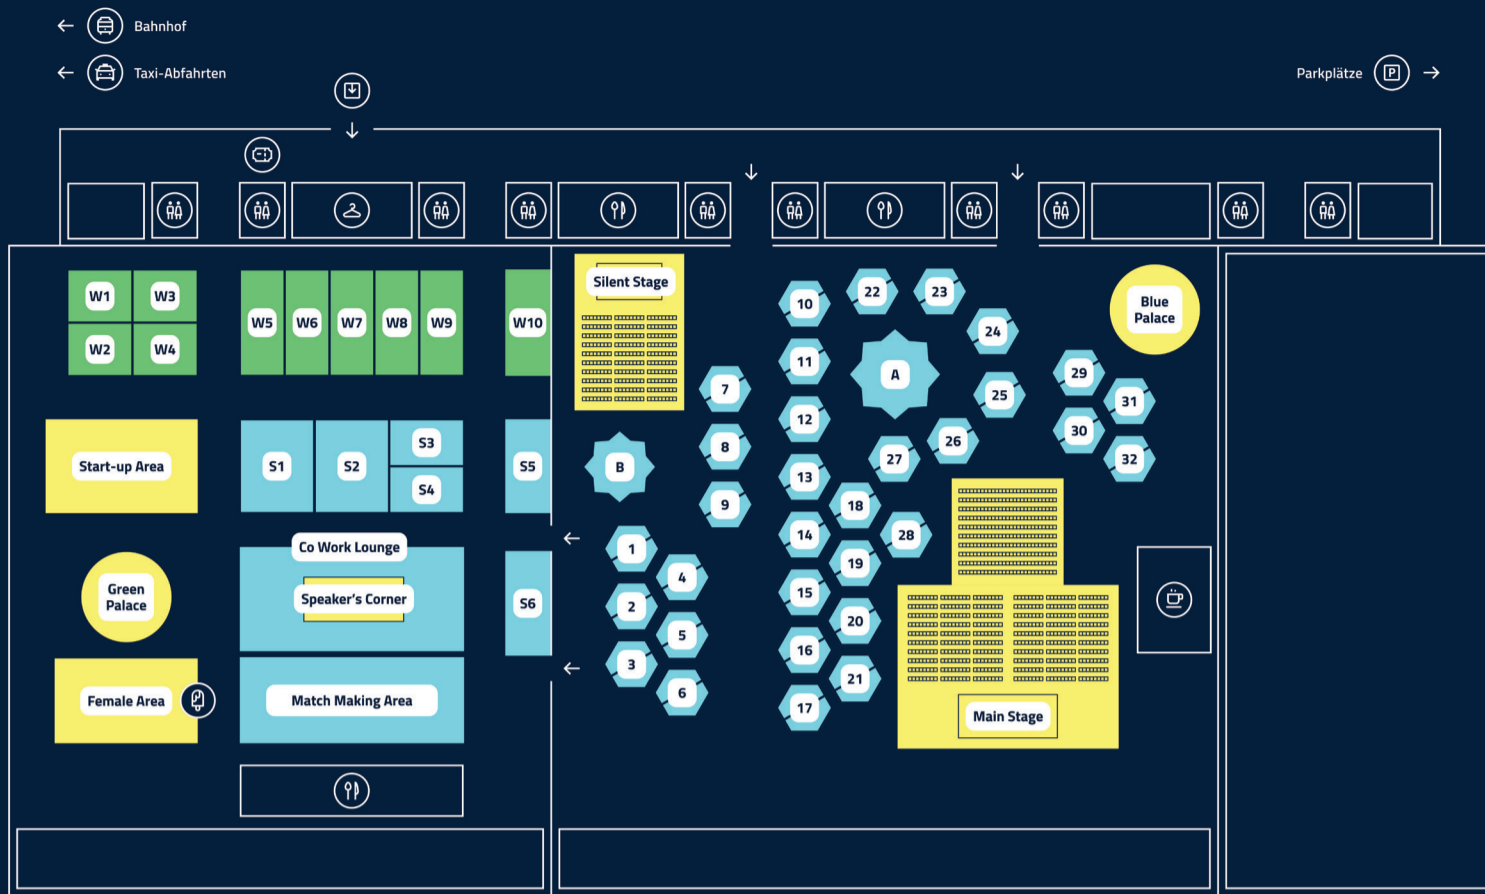 Bahnhof
Taxi-Abfahrten
Parkplätze
P
W1
W3
W2
W4
W5
W6
W7
W8
W9
W10
Silent Stage
Start-up Area
S1
S2
S3
S4
S5
S6
Co Work Lounge
Speaker's Corner
Green
Palace
Female Area
Match Making Area
B
1
2
3
4
5
6
7
8
9
10
11
12
13
14
15
16
17
18
19
20
21
22
23
A
24
25
26
27
28
29
30
31
32
Blue
Palace
Main Stage